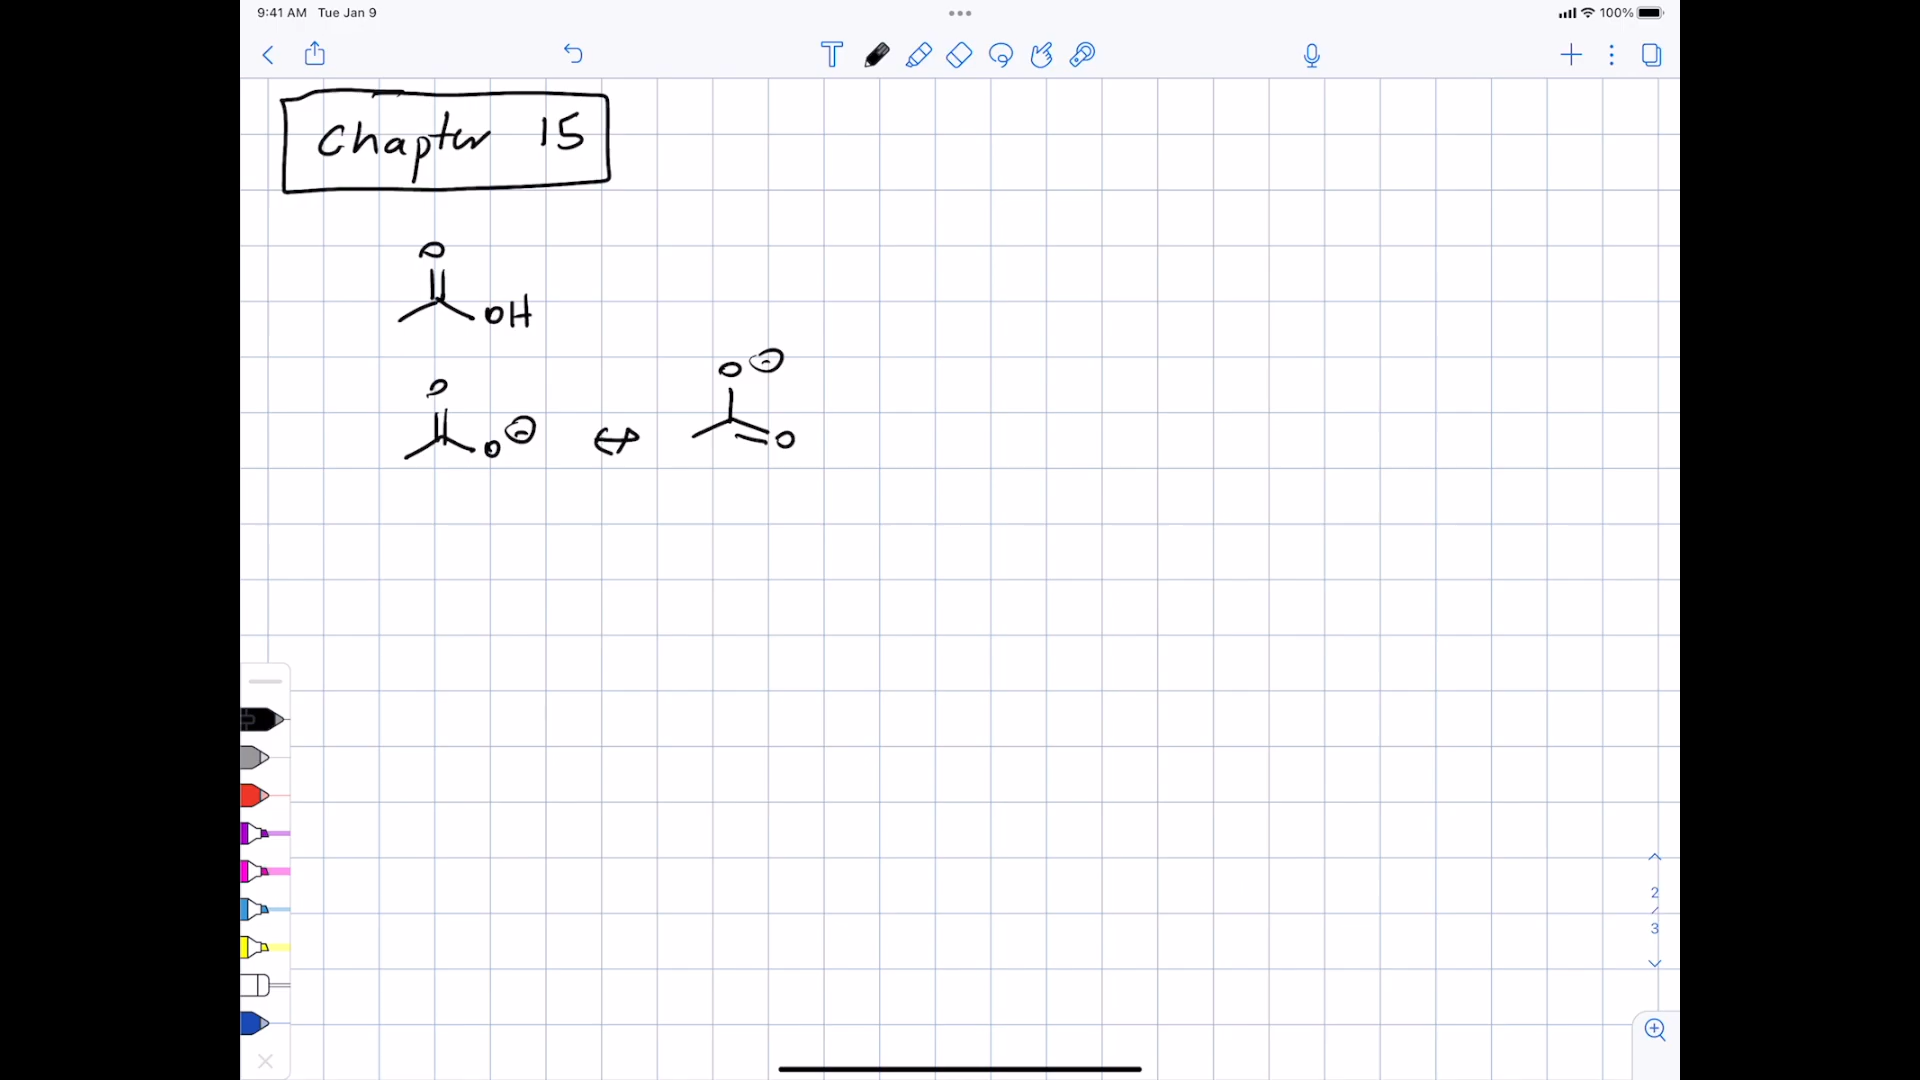 9:41 AM Tue Jan 9
100%
T
Chapter 15
O
OH
O
O ⊖
O ⊖ ↔ O
2
/
3